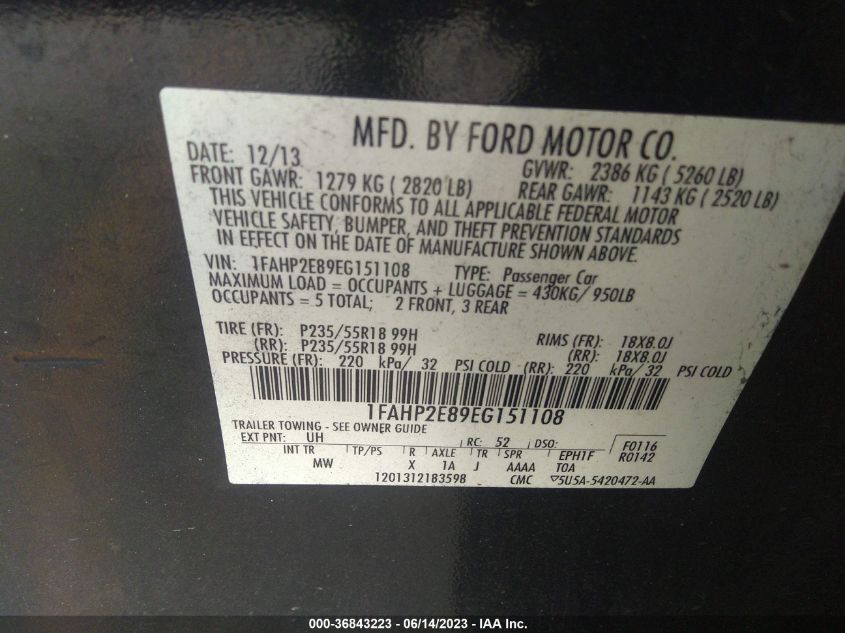 MFD. BY FORD MOTOR CO.
DATE: 12/13 GVWR: 2386 KG ( 5260 LB)
FRONT GAWR: 1279 KG ( 2820 LB) REAR GAWR: 1143 KG ( 2520 LB)
THIS VEHICLE CONFORMS TO ALL APPLICABLE FEDERAL MOTOR
VEHICLE SAFETY, BUMPER, AND THEFT PREVENTION STANDARDS
IN EFFECT ON THE DATE OF MANUFACTURE SHOWN ABOVE.
VIN: 1FAHP2E89EG151108 TYPE: Passenger Car
MAXIMUM LOAD = OCCUPANTS + LUGGAGE = 430KG/ 950LB
OCCUPANTS = 5 TOTAL; 2 FRONT, 3 REAR
TIRE (FR): P235/55R18 99H RIMS (FR): 18X8.0J
(RR): P235/55R18 99H (RR): 18X8.0J
PRESSURE (FR): 220 kPa/ 32 PSI COLD (RR): 220 kPa/ 32 PSI COLD
1FAHP2E89EG151108
TRAILER TOWING - SEE OWNER GUIDE
EXT PNT: UH RC: 52 DSO: F0116
INT TR TP/PS R AXLE TR SPR EPH1F R0142
MW X 1A J AAAA TOA
1201312183598 CMC ▽5U5A-5420472-AA
000-36843223 - 06/14/2023 - IAA Inc.